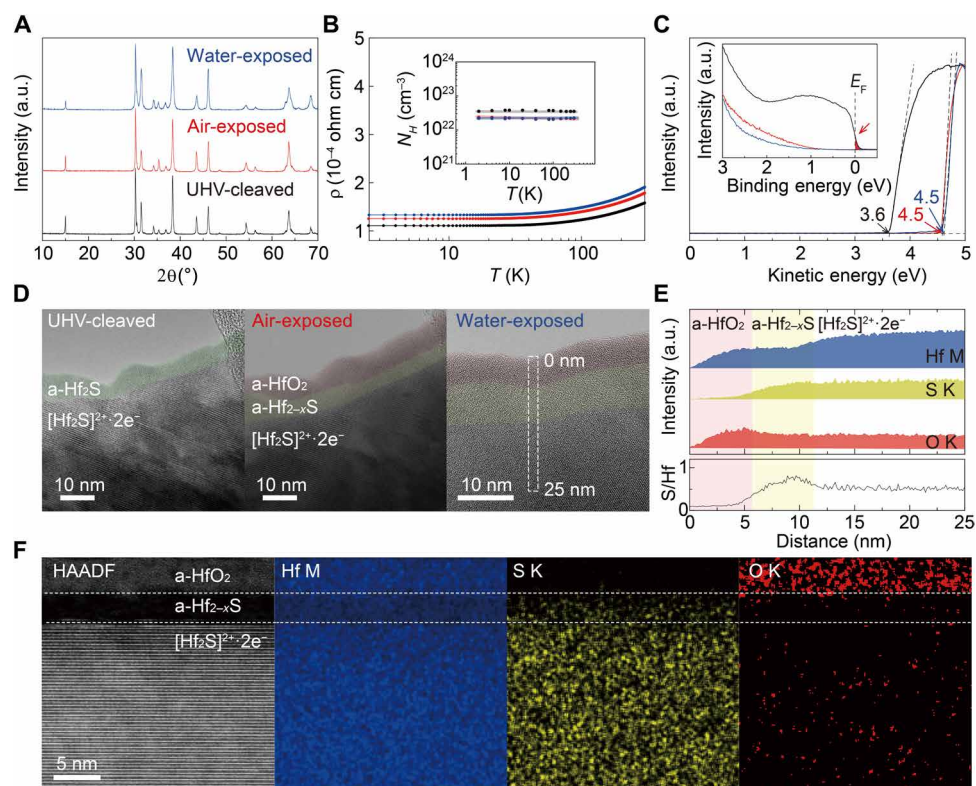 A
Intensity (a.u.)
Water-exposed
Air-exposed
UHV-cleaved
10 20 30 40 50 60 70
2θ(°)
B
ρ (10⁻⁴ ohm cm)
5
4
3
2
1
10 100
T (K)
N_H (cm⁻³)
10²⁴
10²³
10²²
10²¹
1 10 100
T(K)
C
Intensity (a.u.)
Intensity (a.u.)
E_F
3 2 1 0
Binding energy (eV)
3.6
4.5
4.5
0 1 2 3 4 5
Kinetic energy (eV)
D
UHV-cleaved
a-Hf₂S
[Hf₂S]²⁺·2e⁻
10 nm
Air-exposed
a-HfO₂
a-Hf₂₋ₓS
[Hf₂S]²⁺·2e⁻
10 nm
Water-exposed
0 nm
25 nm
10 nm
E
a-HfO₂ a-Hf₂₋ₓS [Hf₂S]²⁺·2e⁻
Intensity (a.u.)
Hf M
S K
O K
S/Hf
1
0
0 5 10 15 20 25
Distance (nm)
F
HAADF
a-HfO₂
a-Hf₂₋ₓS
[Hf₂S]²⁺·2e⁻
5 nm
Hf M
S K
O K